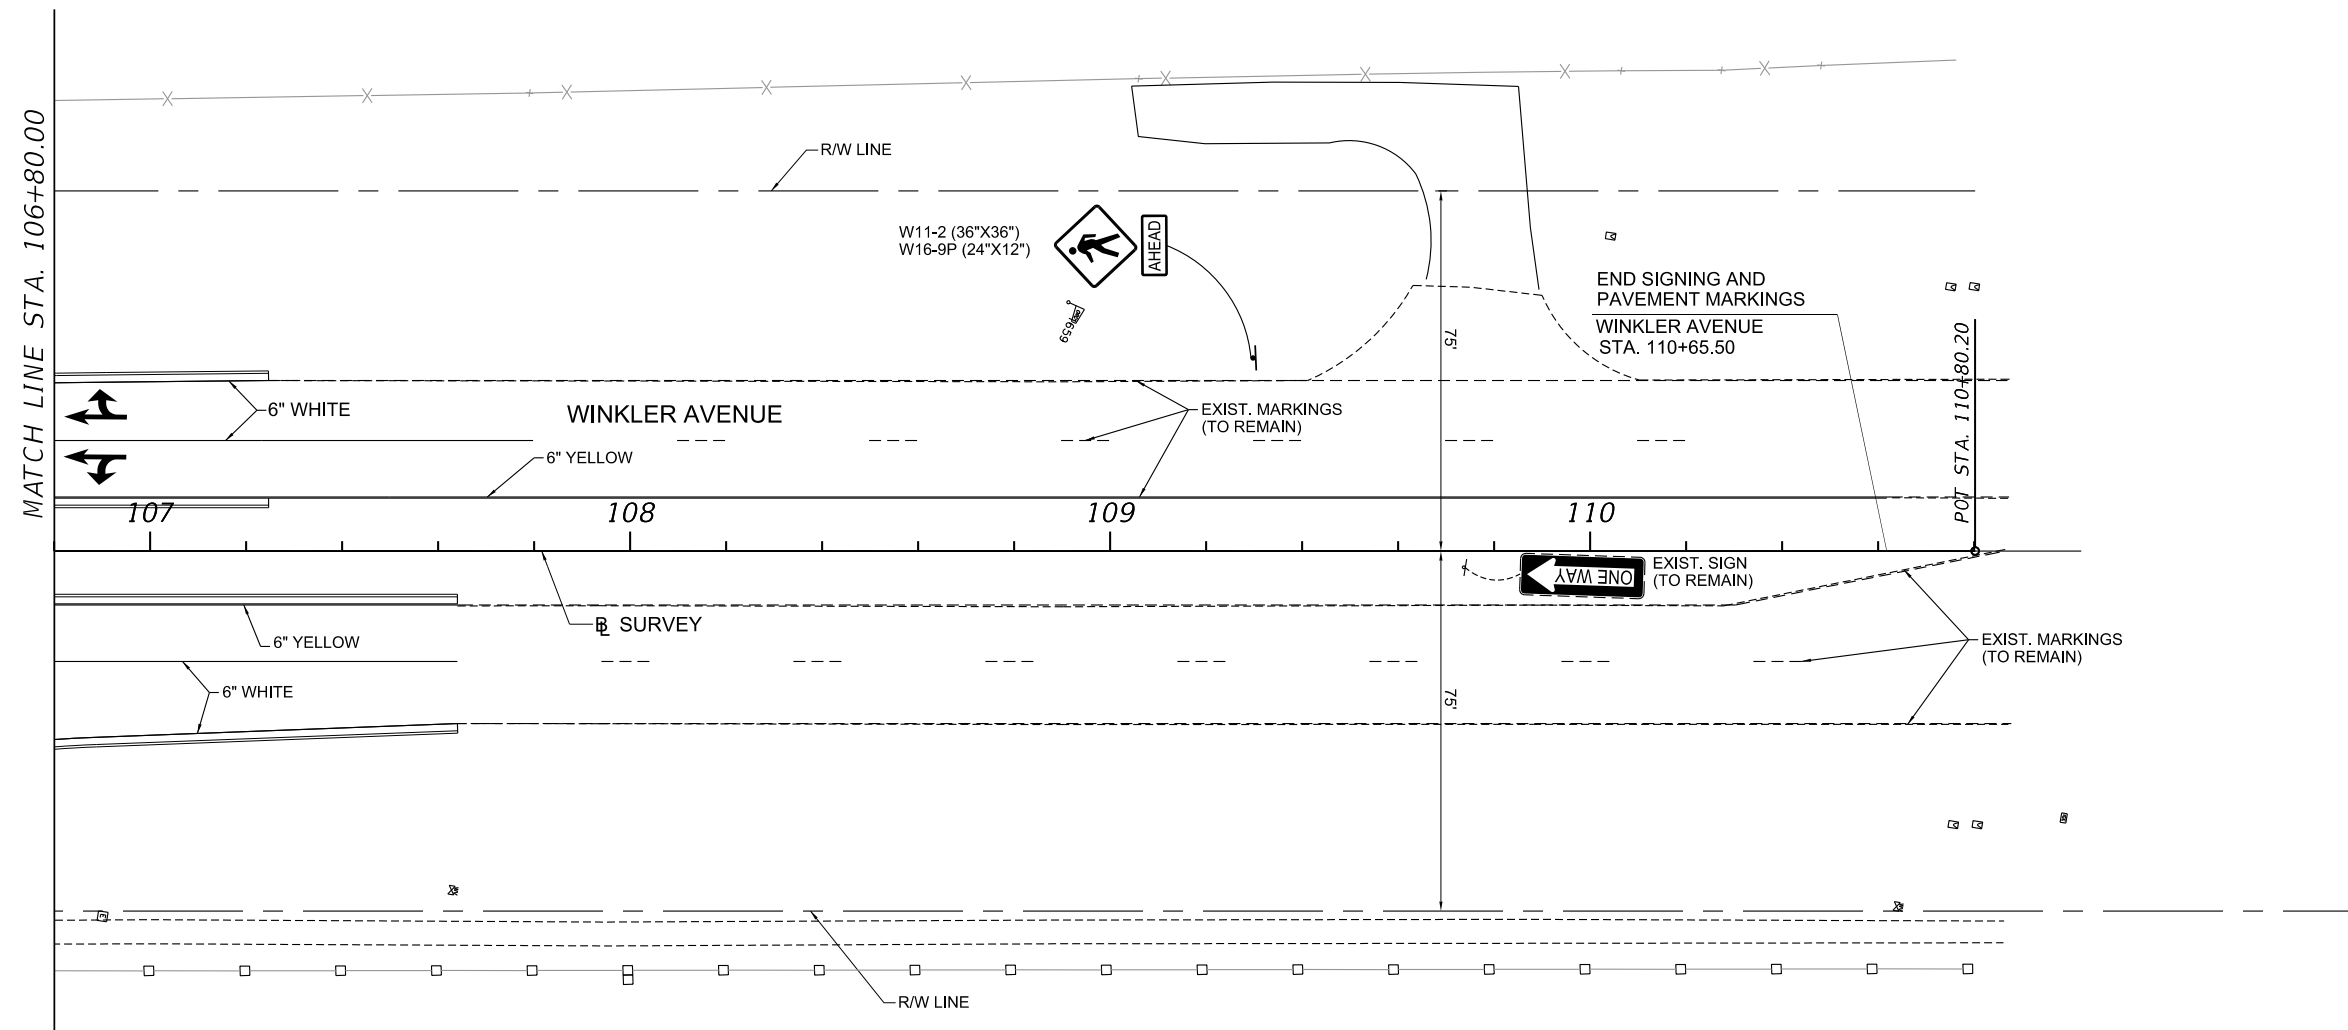 MATCH LINE STA. 106+80.00
R/W LINE
W11-2 (36"X36")
W16-9P (24"X12")
AHEAD
659
75'
END SIGNING AND
PAVEMENT MARKINGS
WINKLER AVENUE
STA. 110+65.50
POT STA. 110+80.20
6" WHITE
WINKLER AVENUE
EXIST. MARKINGS
(TO REMAIN)
6" YELLOW
107
108
109
110
ONE WAY
EXIST. SIGN
(TO REMAIN)
BL SURVEY
6" YELLOW
EXIST. MARKINGS
(TO REMAIN)
6" WHITE
75'
R/W LINE